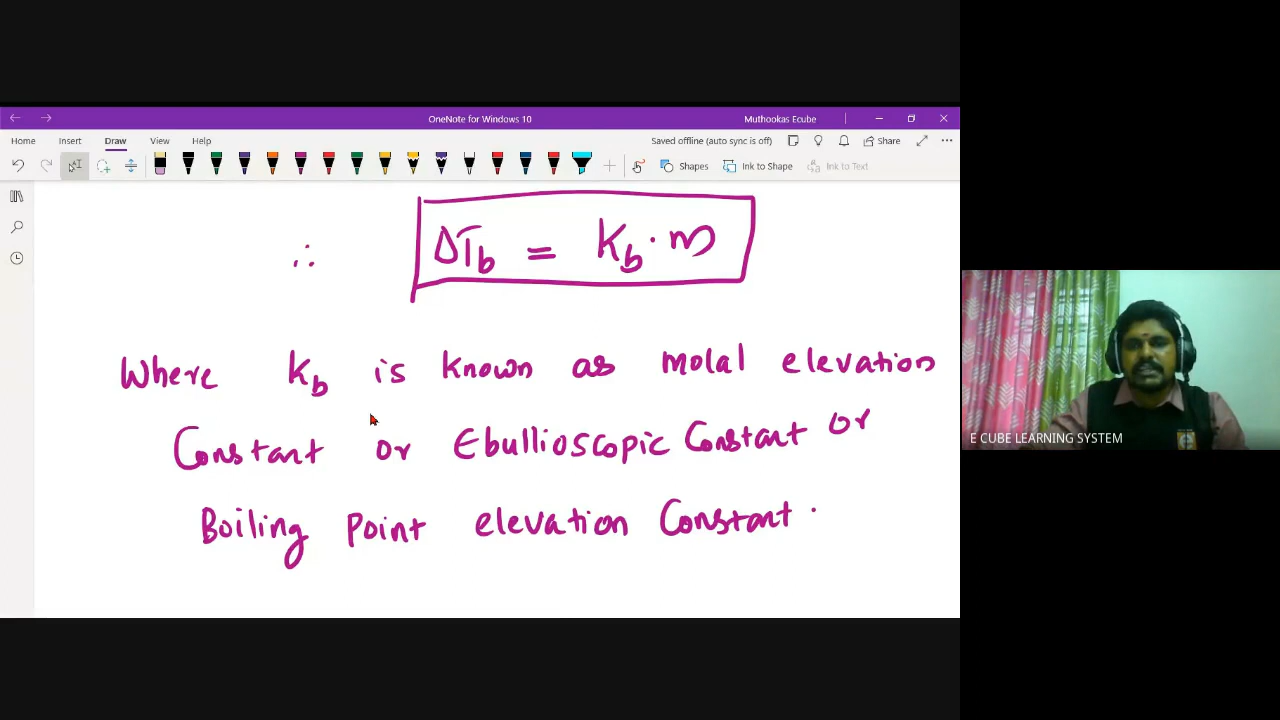 OneNote for Windows 10
Muthookas Ecube
Home Insert Draw View Help
Saved offline (auto sync is off) Share
Shapes Ink to Shape Ink to Text
∴ ΔTb = Kb · m
Where Kb is known as molal elevation
Constant or Ebullioscopic Constant or
Boiling Point elevation Constant.
E CUBE LEARNING SYSTEM